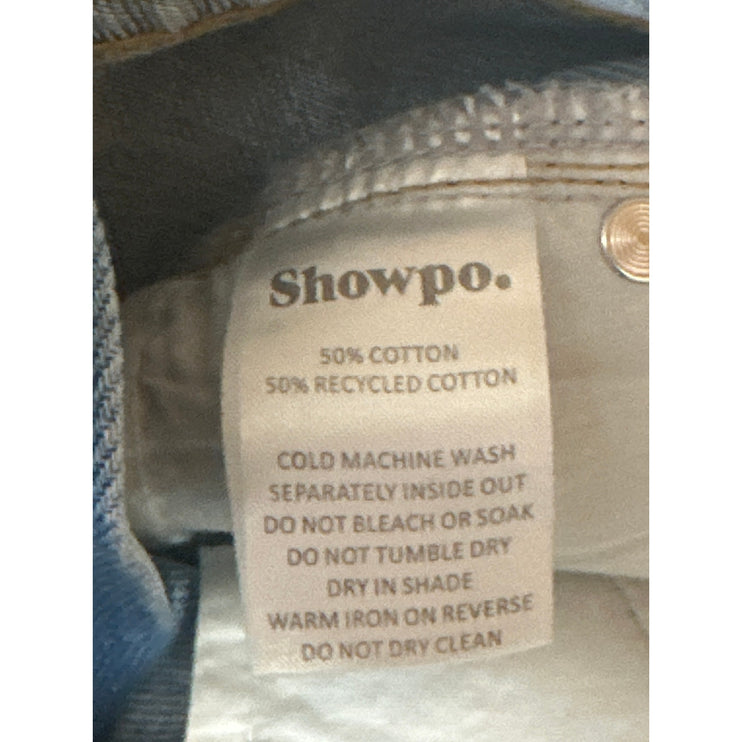 Showpo.
50% COTTON
50% RECYCLED COTTON
COLD MACHINE WASH
SEPARATELY INSIDE OUT
DO NOT BLEACH OR SOAK
DO NOT TUMBLE DRY
DRY IN SHADE
WARM IRON ON REVERSE
DO NOT DRY CLEAN